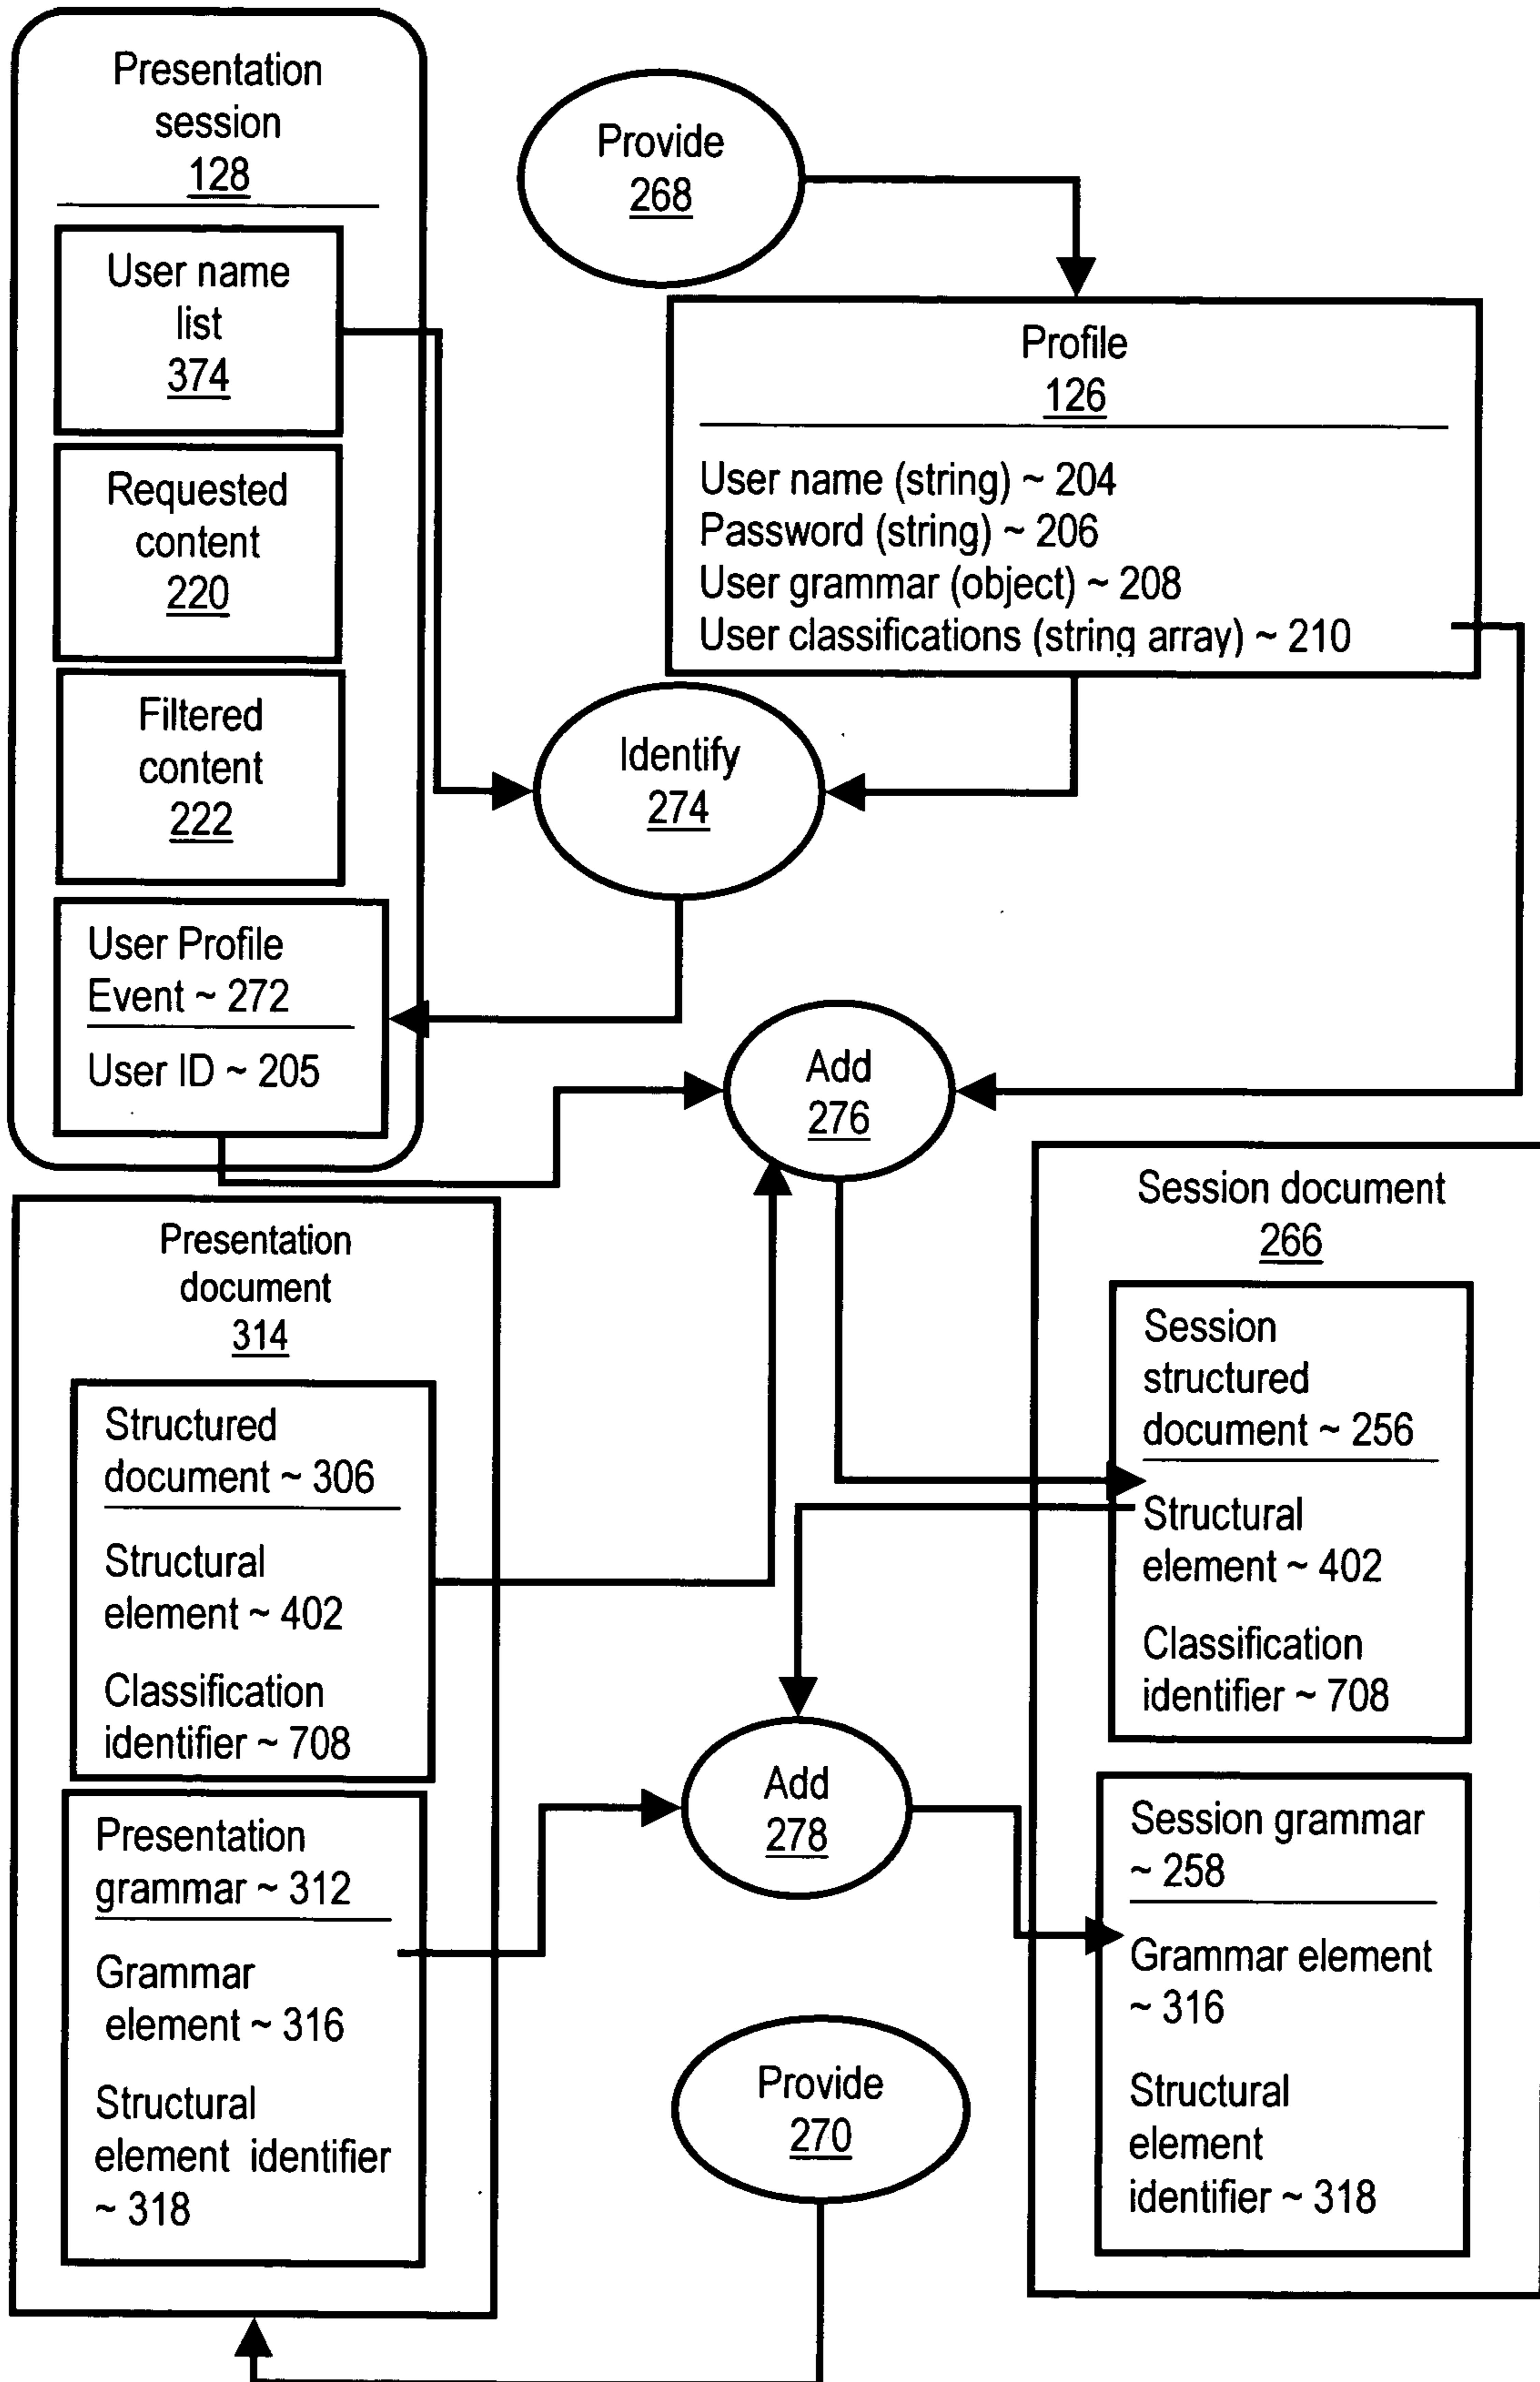 Presentation
session
128
User name
list
374
Requested
content
220
Filtered
content
222
User Profile
Event ~ 272
User ID ~ 205
Provide
268
Profile
126
User name (string) ~ 204
Password (string) ~ 206
User grammar (object) ~ 208
User classifications (string array) ~ 210
Identify
274
Add
276
Presentation
document
314
Structured
document ~ 306
Structural
element ~ 402
Classification
identifier ~ 708
Presentation
grammar ~ 312
Grammar
element ~ 316
Structural
element identifier
~ 318
Add
278
Provide
270
Session document
266
Session
structured
document ~ 256
Structural
element ~ 402
Classification
identifier ~ 708
Session grammar
~ 258
Grammar element
~ 316
Structural
element
identifier ~ 318